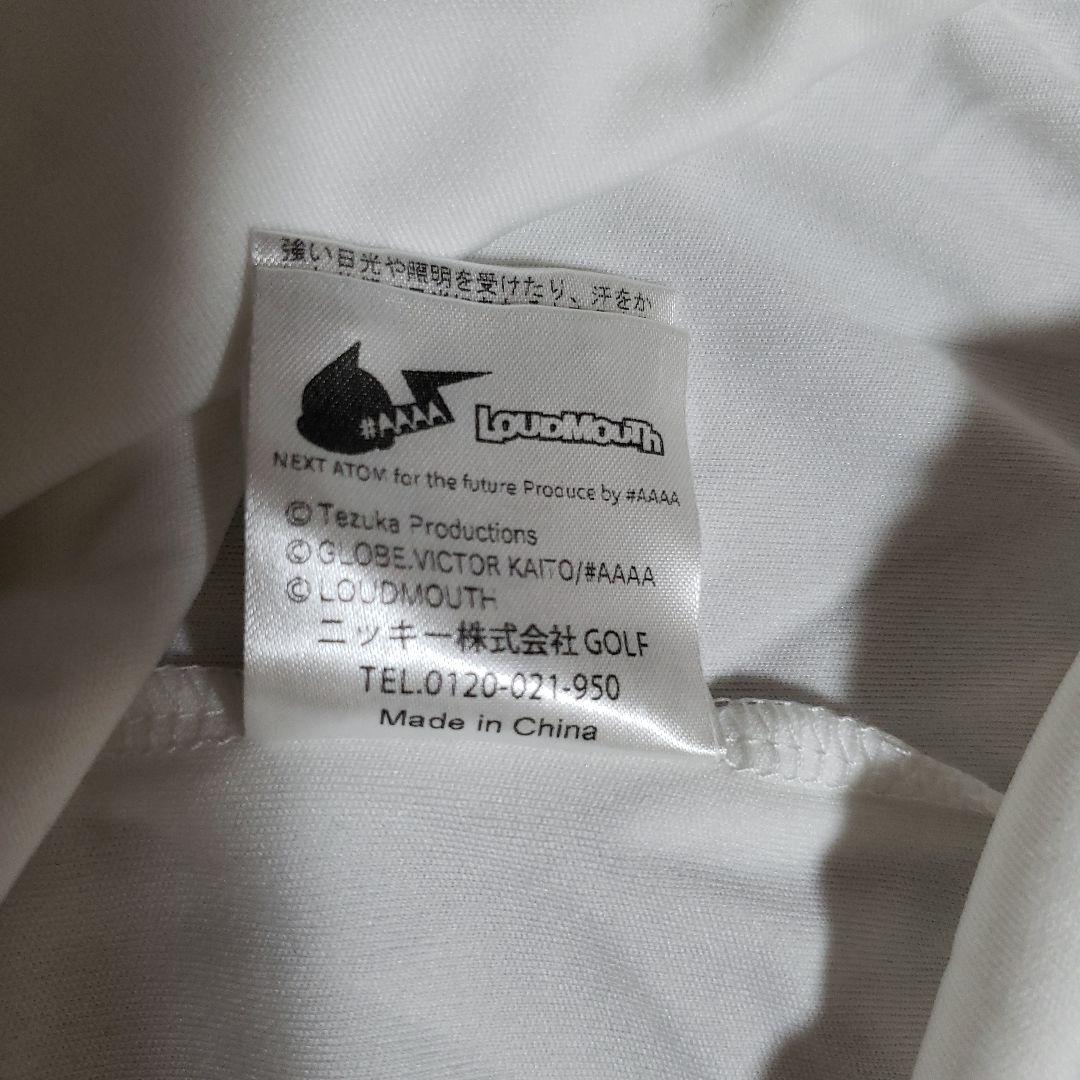 強い日光や照明を受けたり、汗をか
#AAAA LOUDMOUTH
NEXT ATOM for the future Produce by #AAAA
© Tezuka Productions
© GLOBE.VICTOR KAITO/#AAAA
© LOUDMOUTH
ニッキー株式会社 GOLF
TEL.0120-021-950
Made in China